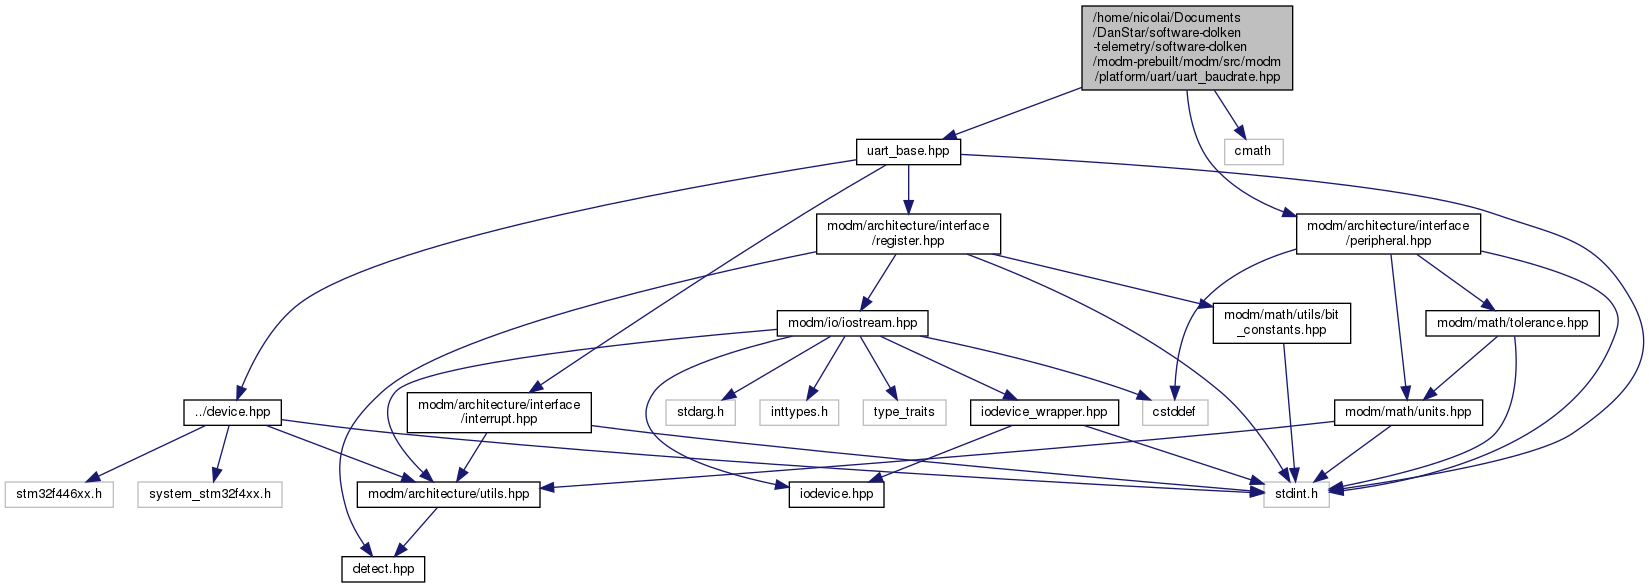 /home/nicolai/Documents
/DanStar/software-dolken
-telemetry/software-dolken
/modm-prebuilt/modm/src/modm
/platform/uart/uart_baudrate.hpp
uart_base.hpp
cmath
modm/architecture/interface
/register.hpp
modm/architecture/interface
/peripheral.hpp
modm/io/iostream.hpp
modm/math/utils/bit
_constants.hpp
modm/math/tolerance.hpp
../device.hpp
modm/architecture/interface
/interrupt.hpp
stdarg.h
inttypes.h
type_traits
iodevice_wrapper.hpp
cstddef
modm/math/units.hpp
stm32f446xx.h
system_stm32f4xx.h
modm/architecture/utils.hpp
iodevice.hpp
stdint.h
detect.hpp